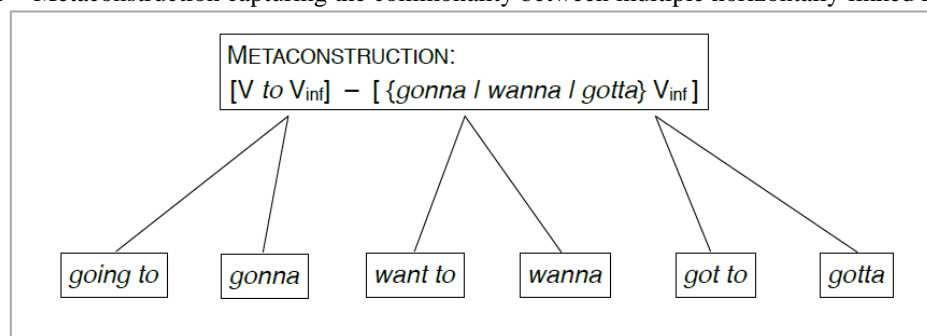 Metaconstruction capturing the commonality between multiple horizontally linked
METACONSTRUCTION:
[V to Vinf] – [ {gonna / wanna / gotta} Vinf ]
going to
gonna
want to
wanna
got to
gotta